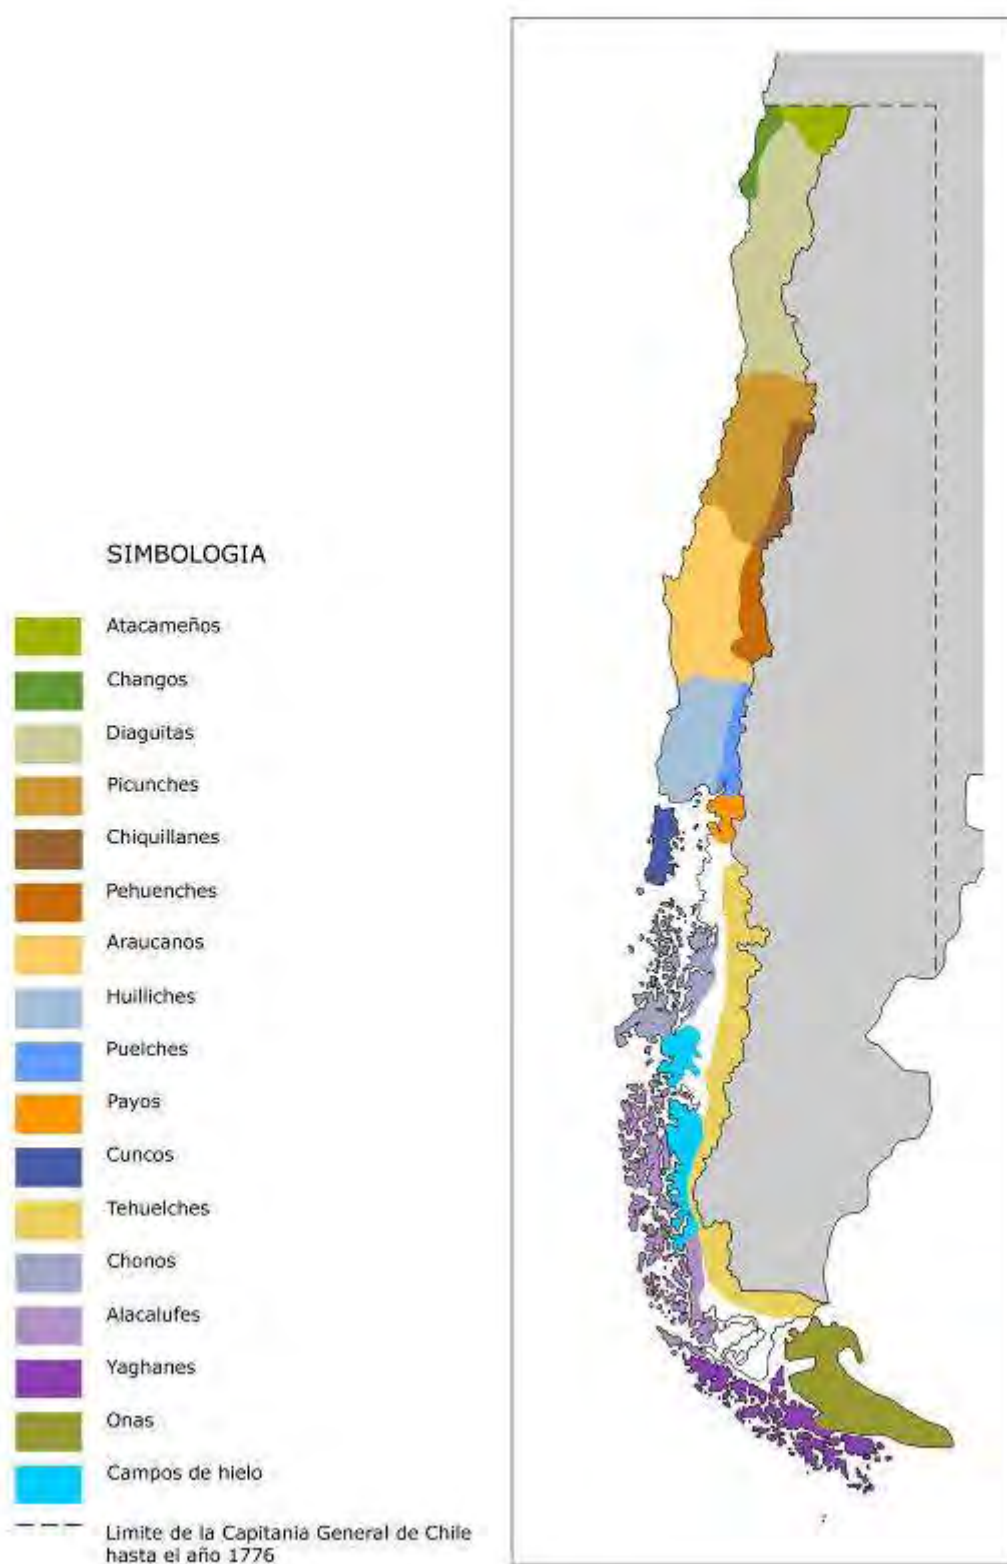 SIMBOLOGIA
Atacameños
Changos
Diaguitas
Picunches
Chiquillanes
Pehuenches
Araucanos
Huilliches
Puelches
Payos
Cuncos
Tehuelches
Chonos
Alacalufes
Yaghanes
Onas
Campos de hielo
Limite de la Capitania General de Chile
hasta el año 1776